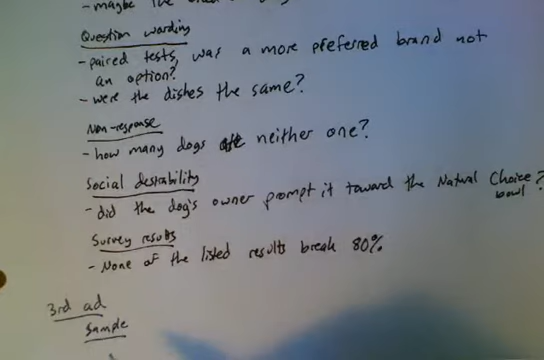 - maybe the
Question wording
- paired tests, was a more preferred brand not
an option?
- were the dishes the same?
Non-response
- how many dogs ate neither one?
Social desirability
- did the dog's owner prompt it toward the Natural Choice
bowl?
Survey results
- None of the listed results break 80%
3rd ad
Sample